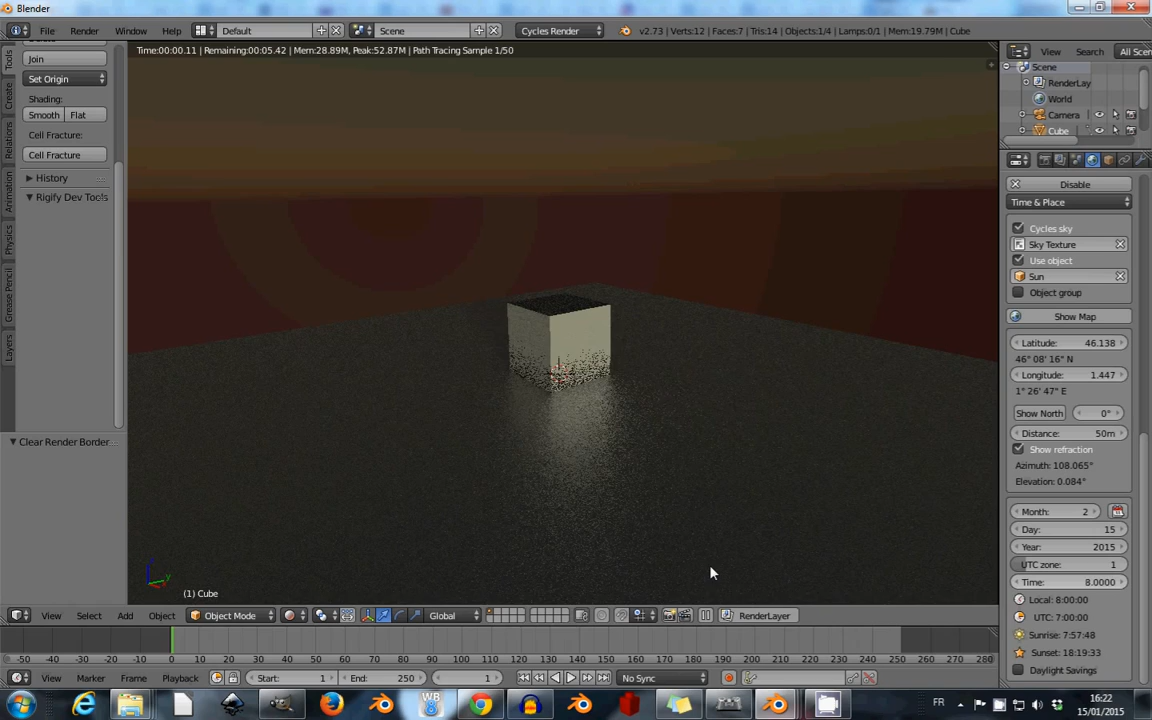 Blender
File Render Window Help Default Scene Cycles Render v2.73 | Verts:12 | Faces:7 | Tris:14 | Objects:1/4 | Lamps:0/1 | Mem:19.79M | Cube
Time:00:00.11 | Remaining:00:05.42 | Mem:28.89M, Peak:52.87M | Path Tracing Sample 1/50
Tools
Create
Relations
Animation
Physics
Grease Pencil
Layers
Join
Set Origin
Shading:
Smooth Flat
Cell Fracture:
Cell Fracture
History
Rigify Dev Tools
Clear Render Border
(1) Cube
View Search All Scen
Scene
RenderLay
World
Camera
Cube
Disable
Time & Place
Cycles sky
Sky Texture
Use object
Sun
Object group
Show Map
Latitude: 46.138
46° 08' 16" N
Longitude: 1.447
1° 26' 47" E
Show North 0°
Distance: 50m
Show refraction
Azimuth: 108.065°
Elevation: 0.084°
Month: 2
Day: 15
Year: 2015
UTC zone: 1
Time: 8.0000
Local: 8:00:00
UTC: 7:00:00
Sunrise: 7:57:48
Sunset: 18:19:33
Daylight Savings
View Select Add Object Object Mode Global RenderLayer
-50 -40 -30 -20 -10 0 10 20 30 40 50 60 70 80 90 100 110 120 130 140 150 160 170 180 190 200 210 220 230 240 250 260 270 280
View Marker Frame Playback Start: 1 End: 250 1 No Sync
WB
FR
16:22
15/01/2015